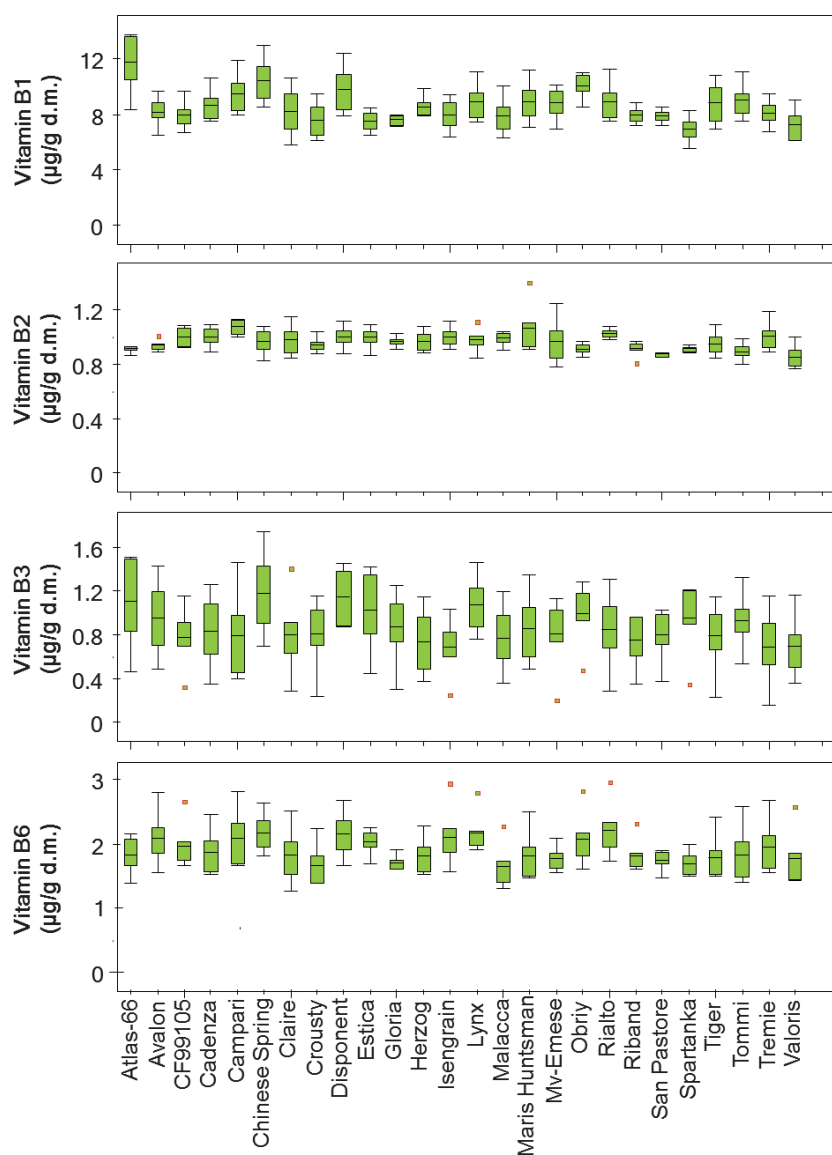 Vitamin B1
(µg/g d.m.)
12
8
4
0
Vitamin B2
(µg/g d.m.)
1.2
0.8
0.4
0
Vitamin B3
(µg/g d.m.)
1.6
1.2
0.8
0.4
0
Vitamin B6
(µg/g d.m.)
3
2
1
0
Atlas-66
Avalon
CF99105
Cadenza
Campari
Chinese Spring
Claire
Crousty
Disponent
Estica
Gloria
Herzog
Isengrain
Lynx
Malacca
Maris Huntsman
Mv-Emese
Obriy
Rialto
Riband
San Pastore
Spartanka
Tiger
Tommi
Tremie
Valoris